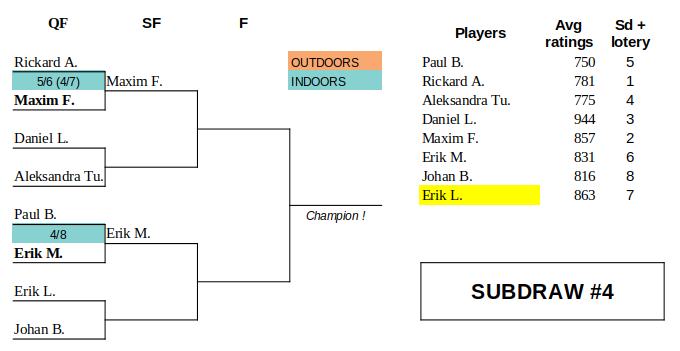 QF SF F
Rickard A.
5/6 (4/7) Maxim F.
Maxim F.
Daniel L.
Aleksandra Tu.
Paul B.
4/8 Erik M.
Erik M.
Erik L.
Johan B.
OUTDOORS
INDOORS
Champion !
Players Avg ratings Sd + lotery
Paul B. 750 5
Rickard A. 781 1
Aleksandra Tu. 775 4
Daniel L. 944 3
Maxim F. 857 2
Erik M. 831 6
Johan B. 816 8
Erik L. 863 7
SUBDRAW #4